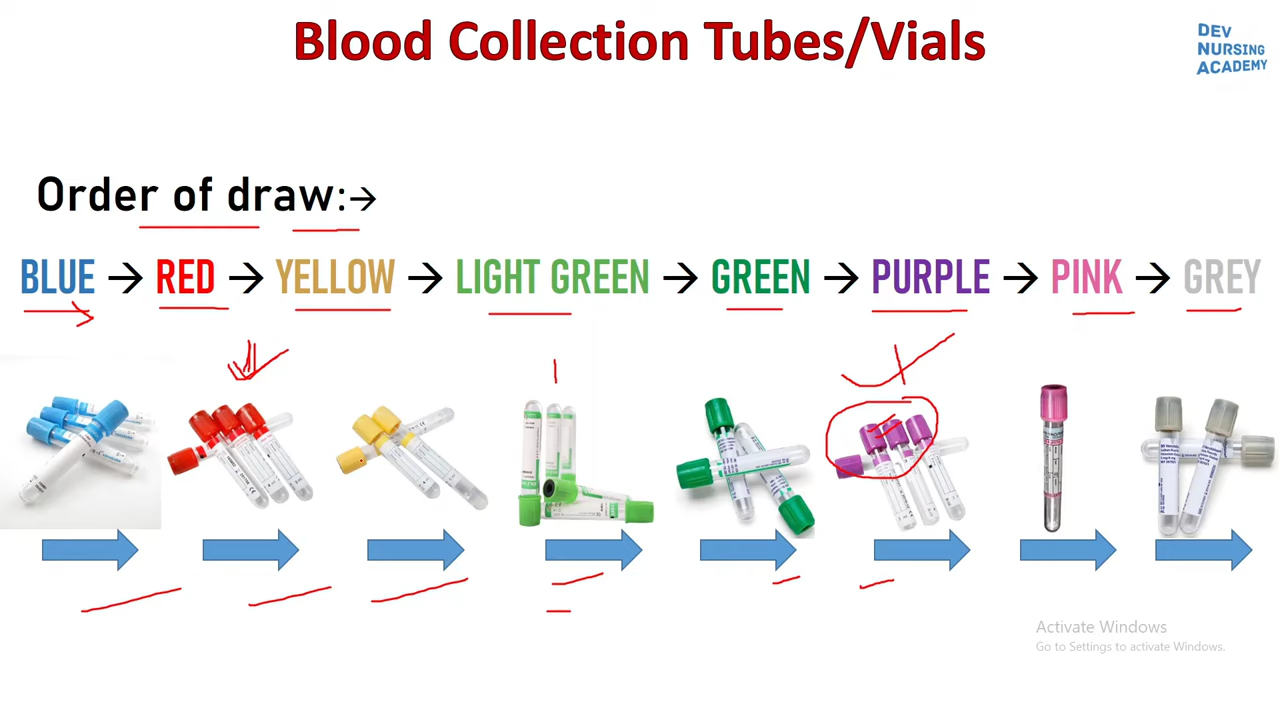 Blood Collection Tubes/Vials
DEV
NURSING
ACADEMY
Order of draw:→
BLUE → RED → YELLOW → LIGHT GREEN → GREEN → PURPLE → PINK → GREY
Activate Windows
Go to Settings to activate Windows.